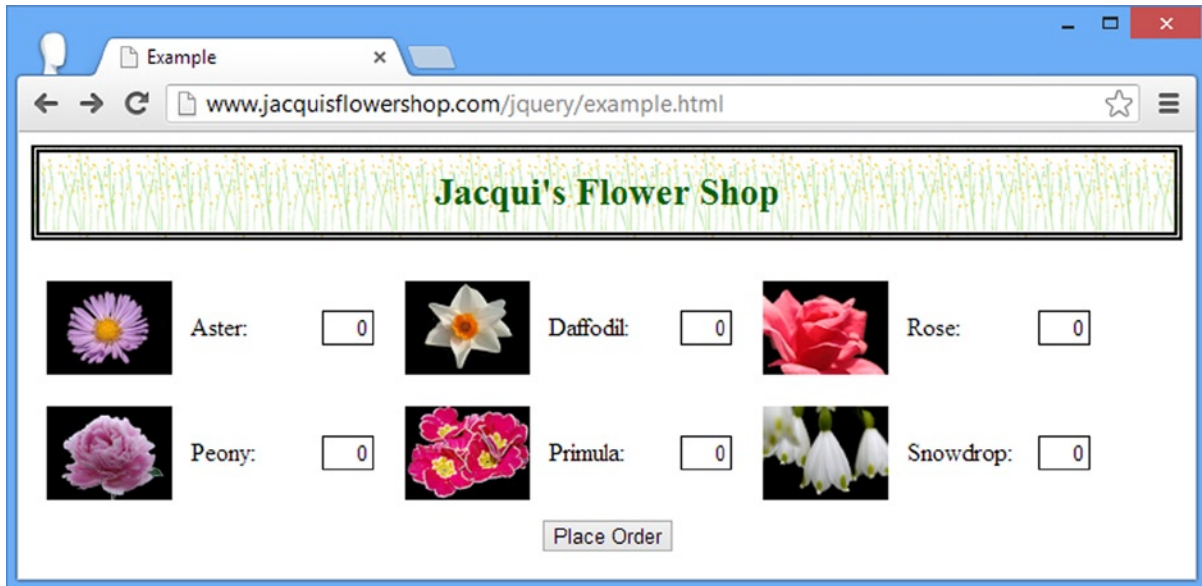 Example
www.jacquisflowershop.com/jquery/example.html
Jacqui's Flower Shop
Aster: 0 Daffodil: 0 Rose: 0
Peony: 0 Primula: 0 Snowdrop: 0
Place Order